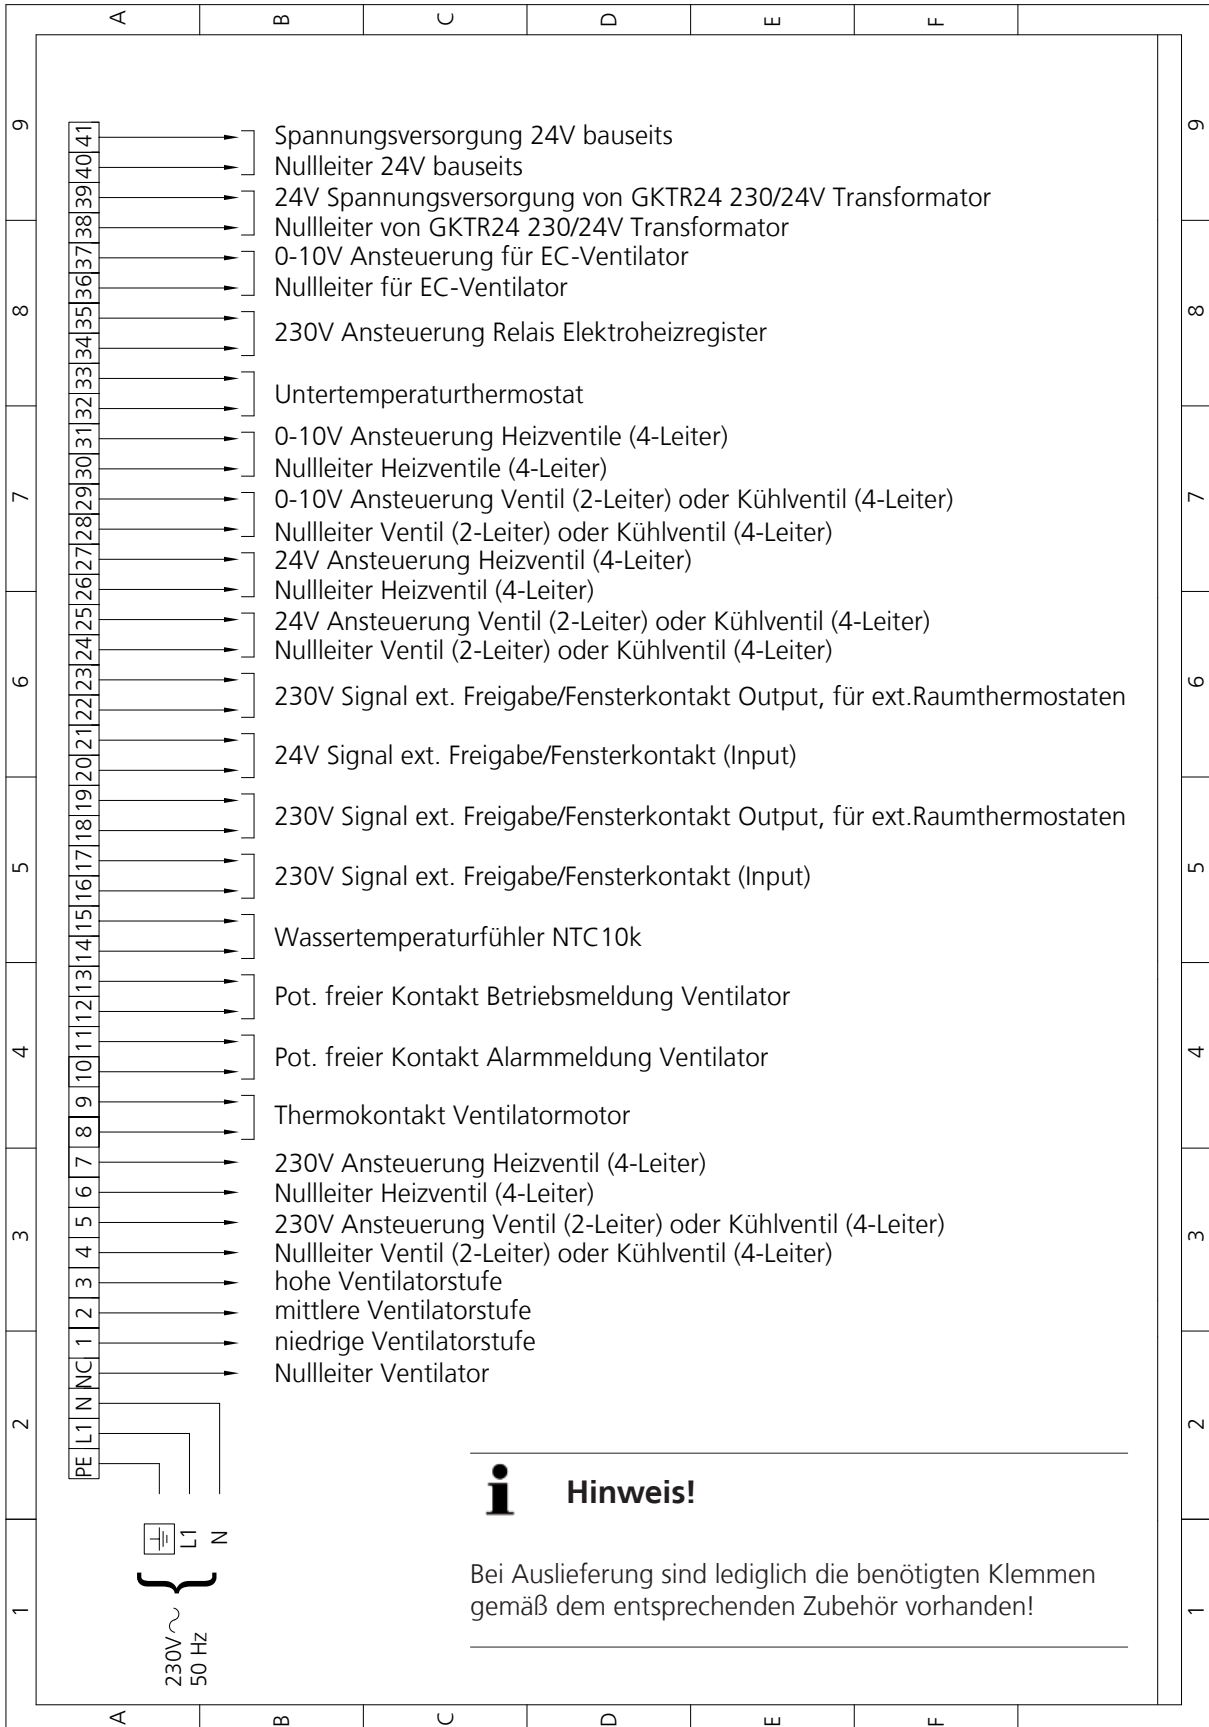 A B C D E F
9 9
41 Spannungsversorgung 24V bauseits
40 Nullleiter 24V bauseits
39 24V Spannungsversorgung von GKTR24 230/24V Transformator
38 Nullleiter von GKTR24 230/24V Transformator
37 0-10V Ansteuerung für EC-Ventilator
36 Nullleiter für EC-Ventilator
8 8
35
34
230V Ansteuerung Relais Elektroheizregister
33
32
Untertemperaturthermostat
31 0-10V Ansteuerung Heizventile (4-Leiter)
30 Nullleiter Heizventile (4-Leiter)
7 7
29 0-10V Ansteuerung Ventil (2-Leiter) oder Kühlventil (4-Leiter)
28 Nullleiter Ventil (2-Leiter) oder Kühlventil (4-Leiter)
27 24V Ansteuerung Heizventil (4-Leiter)
26 Nullleiter Heizventil (4-Leiter)
25 24V Ansteuerung Ventil (2-Leiter) oder Kühlventil (4-Leiter)
24 Nullleiter Ventil (2-Leiter) oder Kühlventil (4-Leiter)
6 6
23
22
230V Signal ext. Freigabe/Fensterkontakt Output, für ext.Raumthermostaten
21
20
24V Signal ext. Freigabe/Fensterkontakt (Input)
19
18
230V Signal ext. Freigabe/Fensterkontakt Output, für ext.Raumthermostaten
5 5
17
16
230V Signal ext. Freigabe/Fensterkontakt (Input)
15
14
Wassertemperaturfühler NTC10k
13
12
Pot. freier Kontakt Betriebsmeldung Ventilator
4 4
11
10
Pot. freier Kontakt Alarmmeldung Ventilator
9
8
Thermokontakt Ventilatormotor
7 230V Ansteuerung Heizventil (4-Leiter)
6 Nullleiter Heizventil (4-Leiter)
3 3
5 230V Ansteuerung Ventil (2-Leiter) oder Kühlventil (4-Leiter)
4 Nullleiter Ventil (2-Leiter) oder Kühlventil (4-Leiter)
3 hohe Ventilatorstufe
2 mittlere Ventilatorstufe
1 niedrige Ventilatorstufe
NC Nullleiter Ventilator
2 2
N
L1
PE
L1 N
230V~
50 Hz
i Hinweis!
Bei Auslieferung sind lediglich die benötigten Klemmen
gemäß dem entsprechenden Zubehör vorhanden!
1 1
A B C D E F